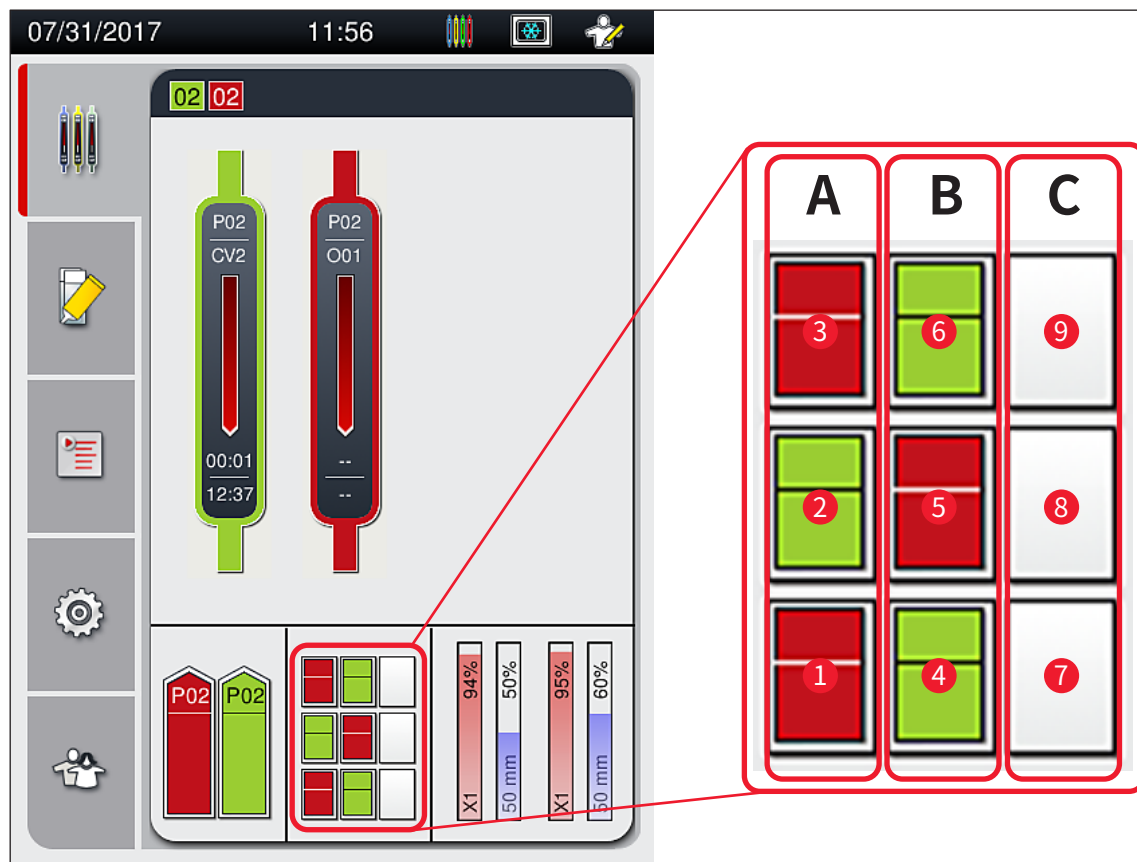 07/31/2017 11:56
02 02
P02
CV2
00:01
12:37
P02
O01
--
--
P02 P02
X1 94%
50 mm 50%
X1 95%
50 mm 60%
A B C
3 6 9
2 5 8
1 4 7